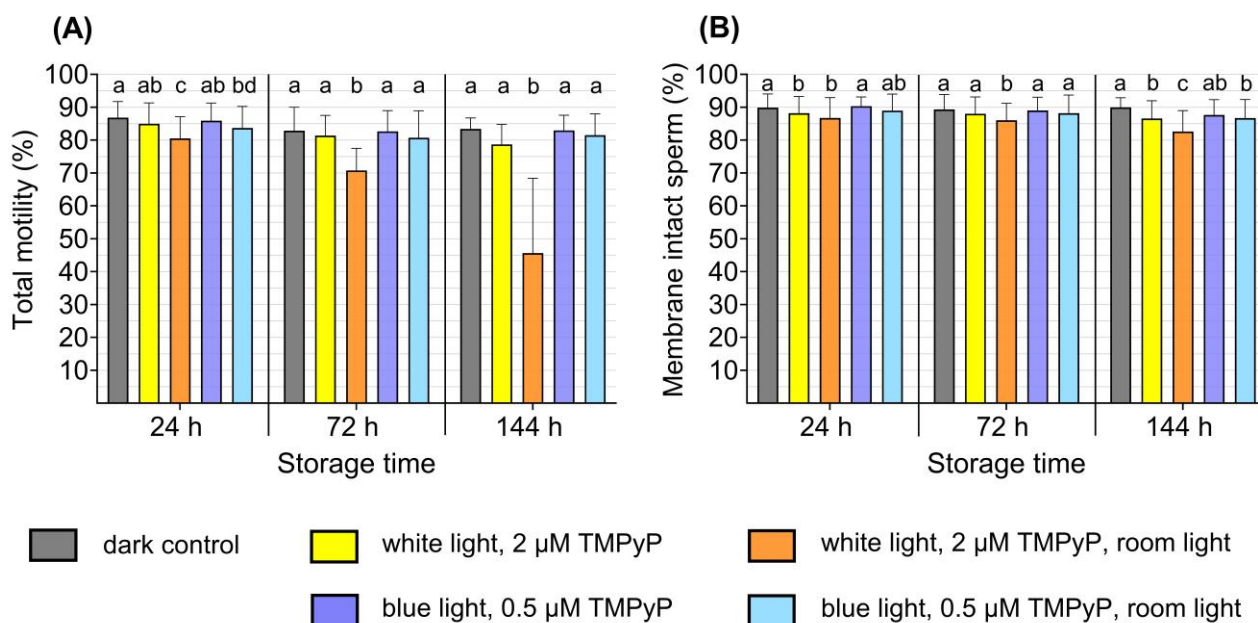 (A)
Total motility (%)
100
90
80
70
60
50
40
30
20
10
a ab c ab bd
a a b a a
a a b a a
24 h
72 h
144 h
Storage time
(B)
Membrane intact sperm (%)
100
90
80
70
60
50
40
30
20
10
a b b a ab
a a b a a
a b c ab b
24 h
72 h
144 h
Storage time
dark control
white light, 2 µM TMPyP
white light, 2 µM TMPyP, room light
blue light, 0.5 µM TMPyP
blue light, 0.5 µM TMPyP, room light